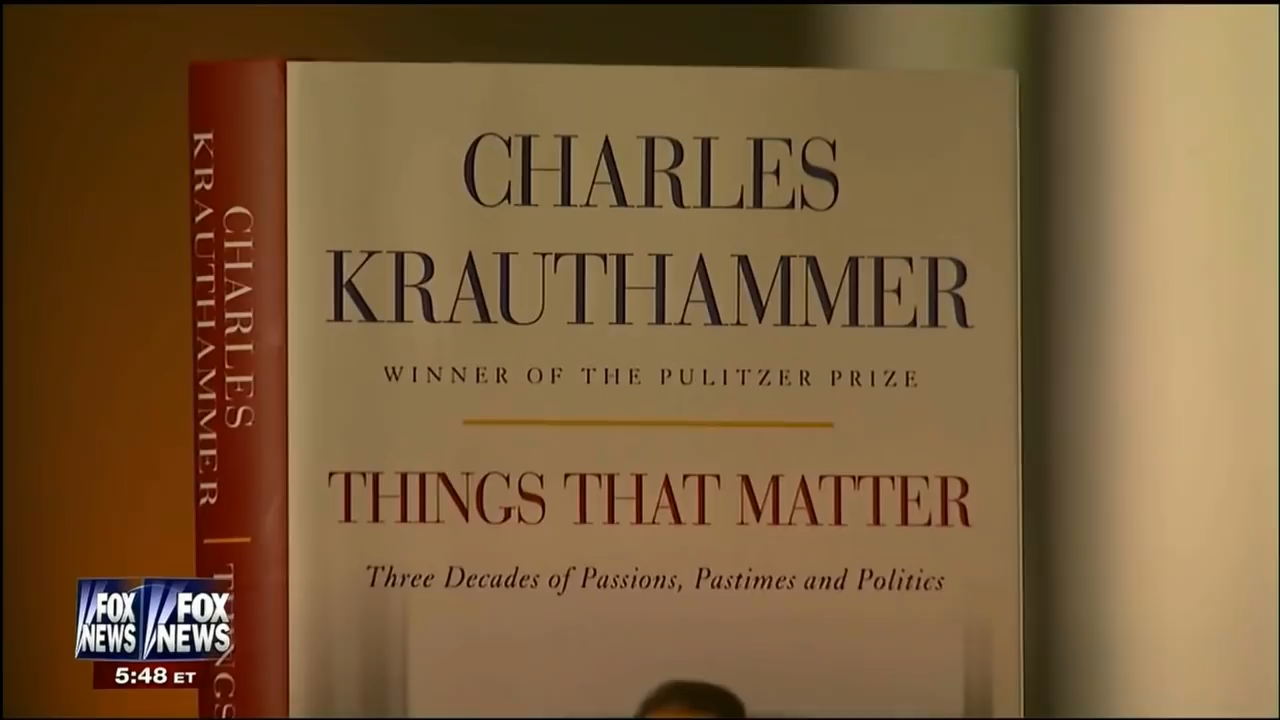 CHARLES
KRAUTHAMMER
WINNER OF THE PULITZER PRIZE
THINGS THAT MATTER
Three Decades of Passions, Pastimes and Politics
CHARLES
KRAUTHAMMER
THINGS
FOX
NEWS
FOX
NEWS
5:48 ET